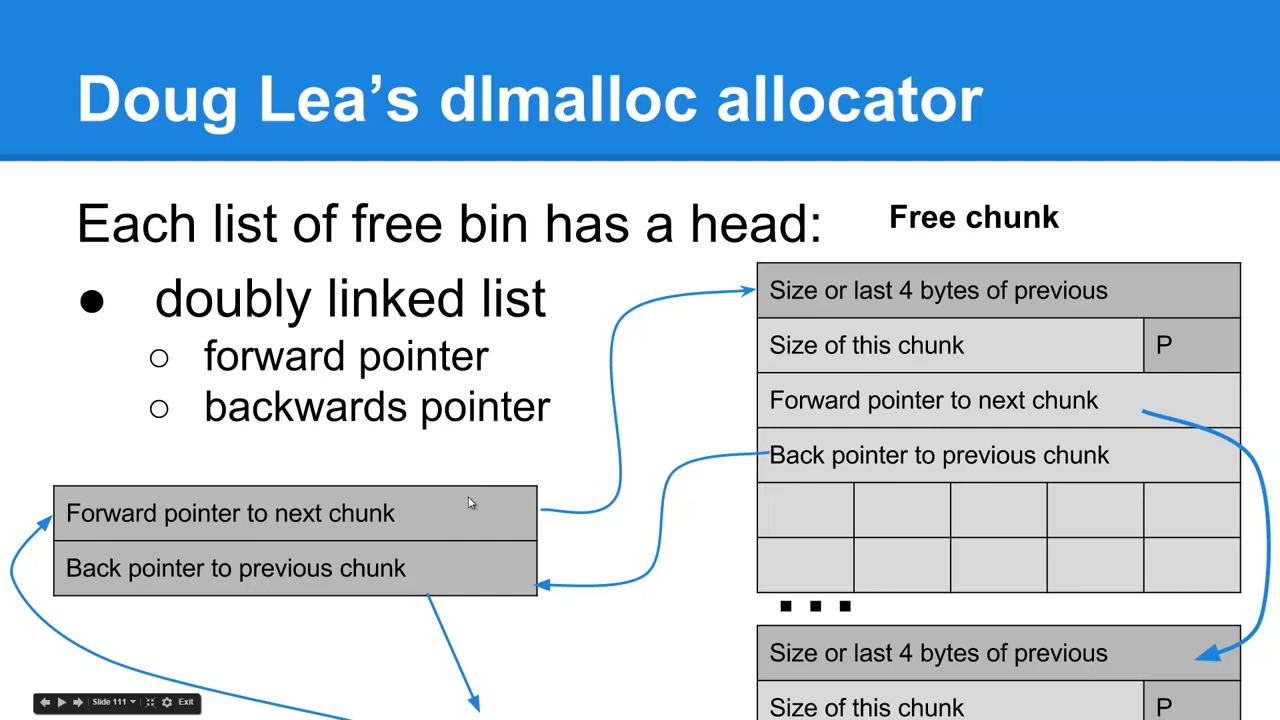 Doug Lea’s dlmalloc allocator
Each list of free bin has a head:
● doubly linked list
○ forward pointer
○ backwards pointer
Forward pointer to next chunk
Back pointer to previous chunk
Free chunk
Size or last 4 bytes of previous
Size of this chunk P
Forward pointer to next chunk
Back pointer to previous chunk
...
Size or last 4 bytes of previous
Size of this chunk P
Slide 111 Exit